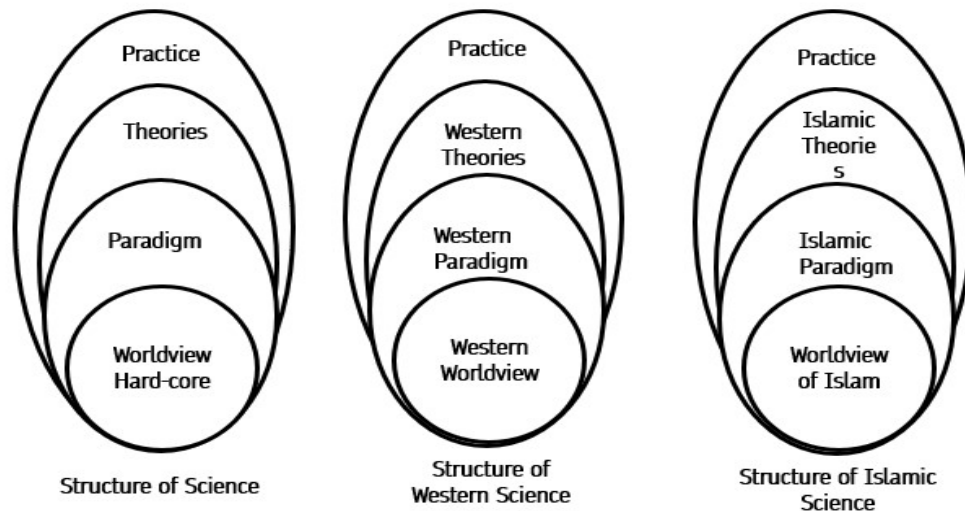 Practice
Theories
Paradigm
Worldview
Hard-core
Structure of Science
Practice
Western
Theories
Western
Paradigm
Western
Worldview
Structure of
Western Science
Practice
Islamic
Theorie
s
Islamic
Paradigm
Worldview
of Islam
Structure of Islamic
Science